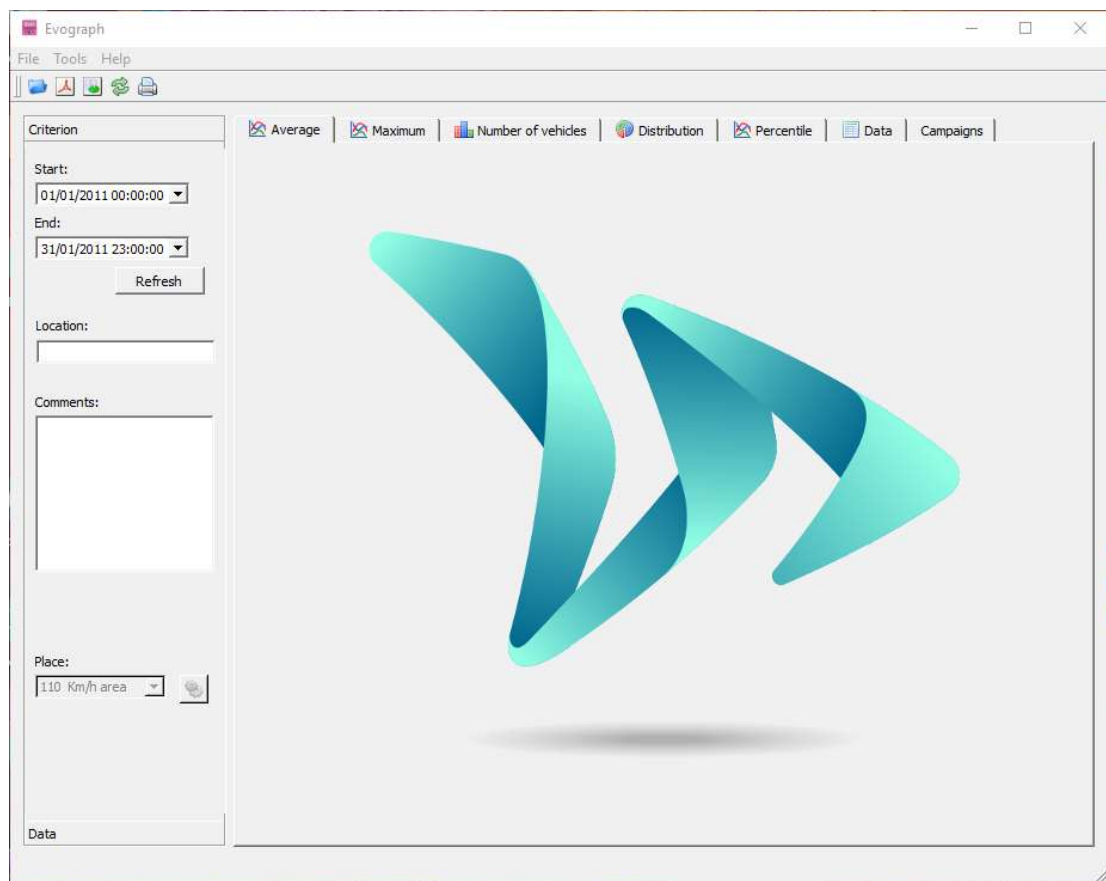 Evograph
File Tools Help
Criterion
Average Maximum Number of vehicles Distribution Percentile Data Campaigns
Start:
01/01/2011 00:00:00
End:
31/01/2011 23:00:00
Refresh
Location:
Comments:
Place:
110 Km/h area
Data